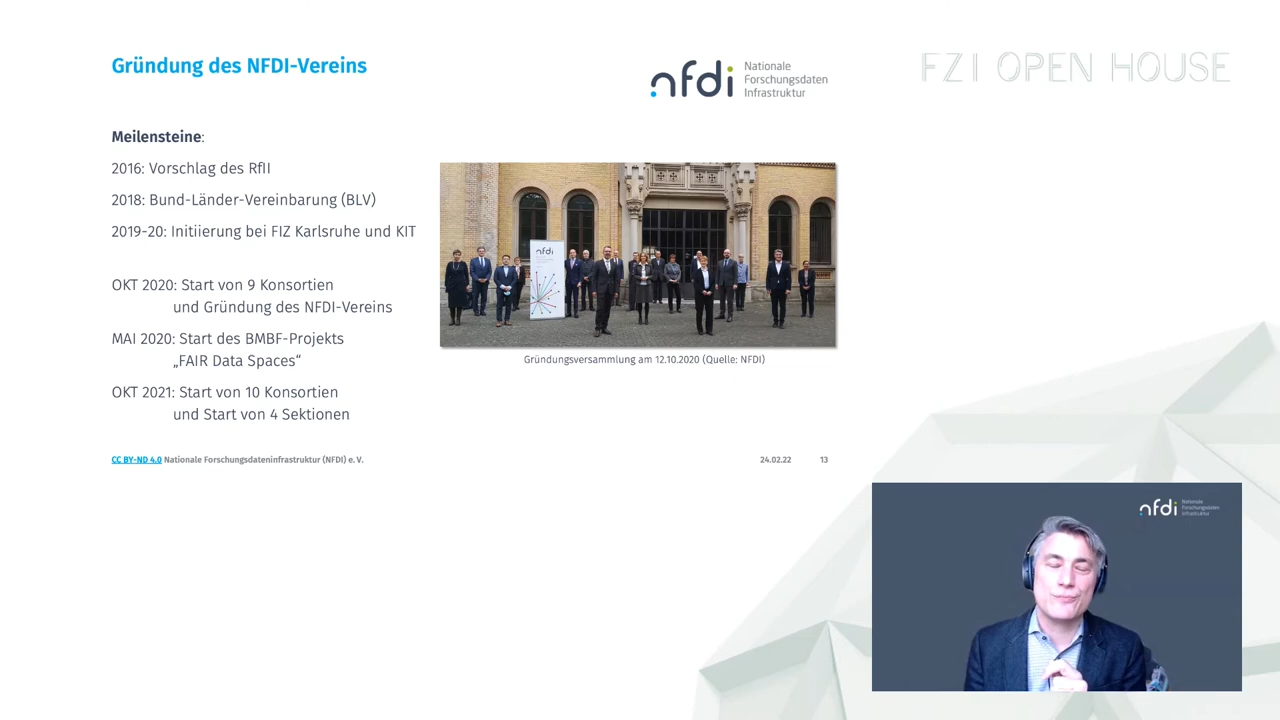 Gründung des NFDI-Vereins
nfdi
Nationale
Forschungsdaten
Infrastruktur
FZI OPEN HOUSE
Meilensteine:
2016: Vorschlag des RfII
2018: Bund-Länder-Vereinbarung (BLV)
2019-20: Initiierung bei FIZ Karlsruhe und KIT
OKT 2020: Start von 9 Konsortien
und Gründung des NFDI-Vereins
MAI 2020: Start des BMBF-Projekts
„FAIR Data Spaces“
OKT 2021: Start von 10 Konsortien
und Start von 4 Sektionen
nfdi
Gründungsversammlung am 12.10.2020 (Quelle: NFDI)
CC BY-ND 4.0 Nationale Forschungsdateninfrastruktur (NFDI) e. V.
24.02.22
13
nfdi
Nationale
Forschungsdaten
Infrastruktur